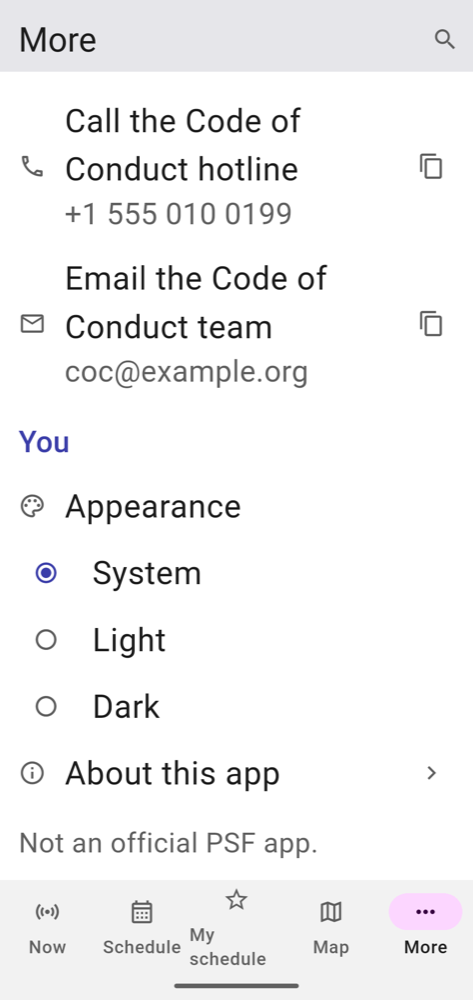 More
Call the Code of
Conduct hotline
+1 555 010 0199
Email the Code of
Conduct team
coc@example.org
You
Appearance
System
Light
Dark
About this app
Not an official PSF app.
Now
Schedule
My
schedule
Map
More